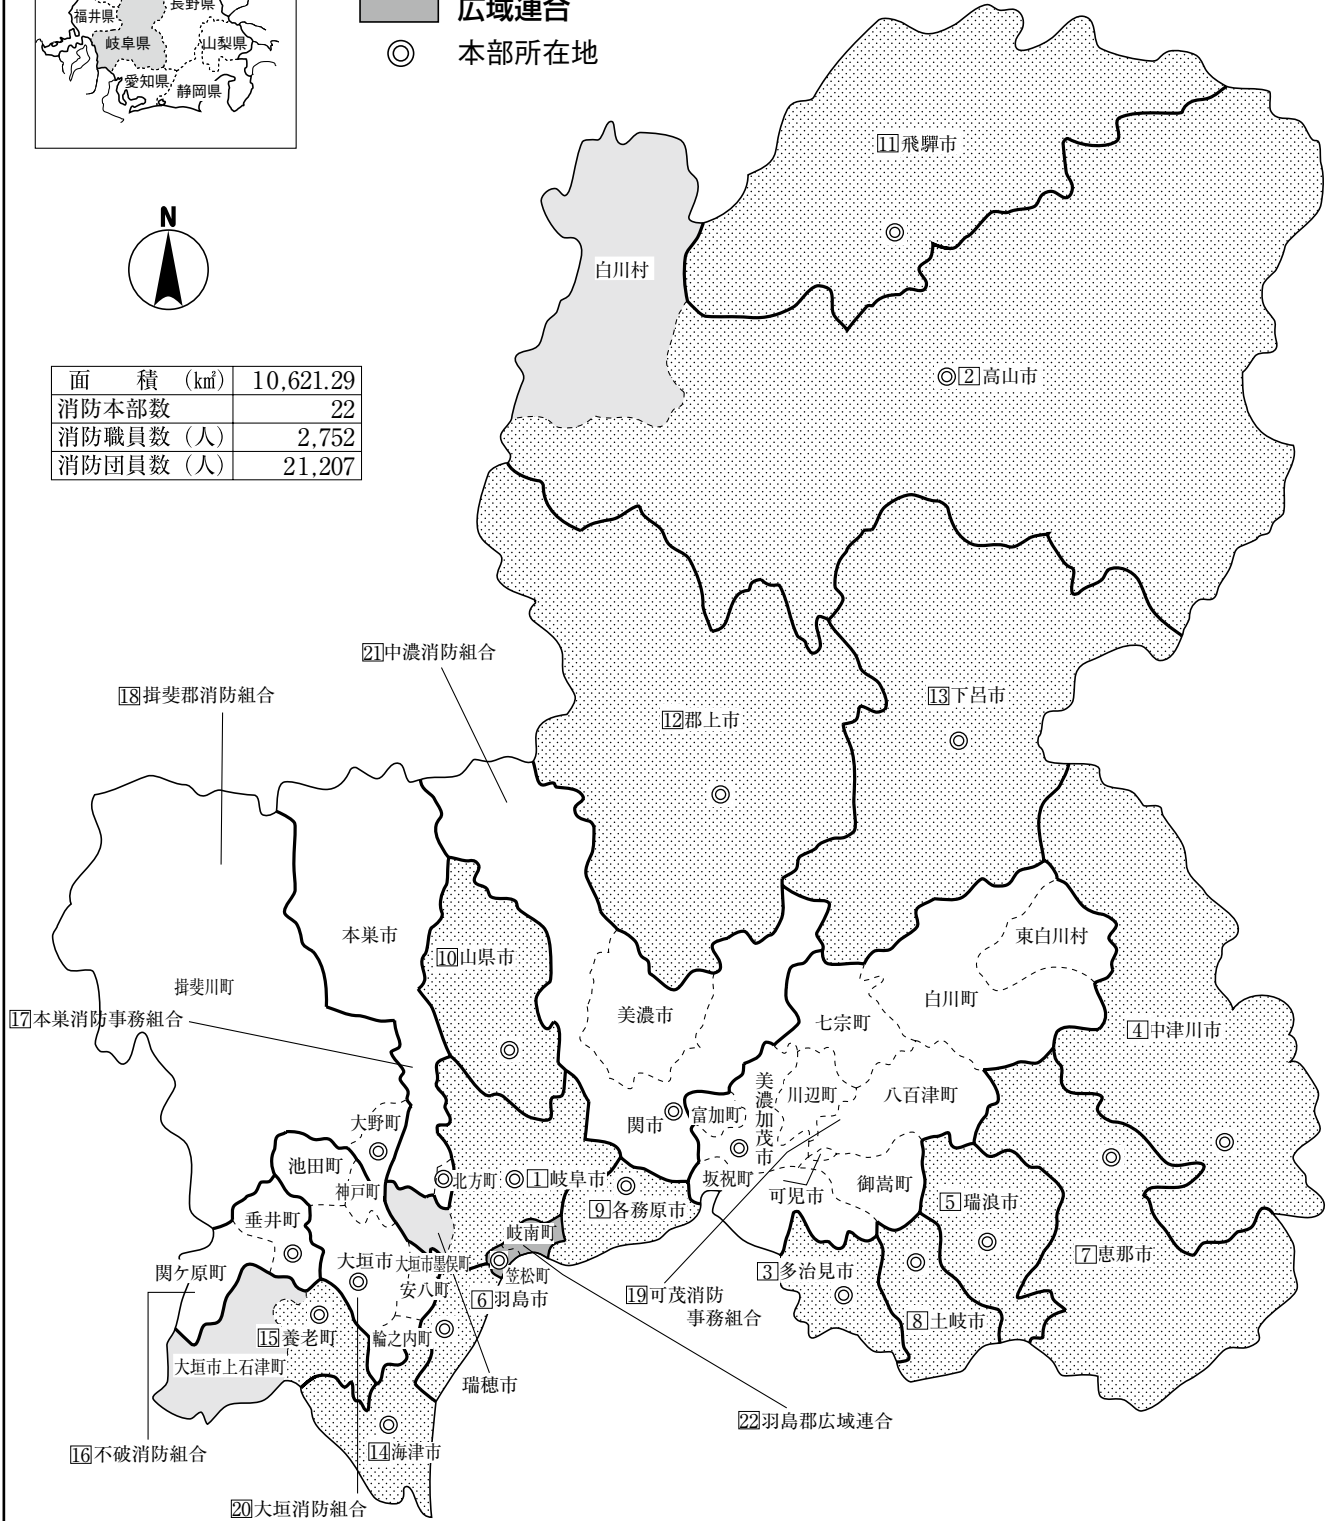 福井県
長野県
岐阜県
山梨県
愛知県
静岡県
広域連合
◎ 本部所在地
N
面 積 (㎢) 10,621.29
消防本部数 22
消防職員数 (人) 2,752
消防団員数 (人) 21,207
11飛驒市
白川村
2高山市
21中濃消防組合
18揖斐郡消防組合
12郡上市
13下呂市
本巣市
10山県市
東白川村
揖斐川町
白川町
17本巣消防事務組合
美濃市
七宗町
4中津川市
美濃加茂市
川辺町
八百津町
大野町
関市
富加町
池田町
神戸町
北方町
1岐阜市
坂祝町
可児市
御嵩町
5瑞浪市
9各務原市
垂井町
岐南町
7恵那市
大垣市
大垣市墨俣町
関ケ原町
笠松町
3多治見市
安八町
6羽島市
19可茂消防
事務組合
8土岐市
15養老町
輪之内町
大垣市上石津町
瑞穂市
22羽島郡広域連合
16不破消防組合
14海津市
20大垣消防組合